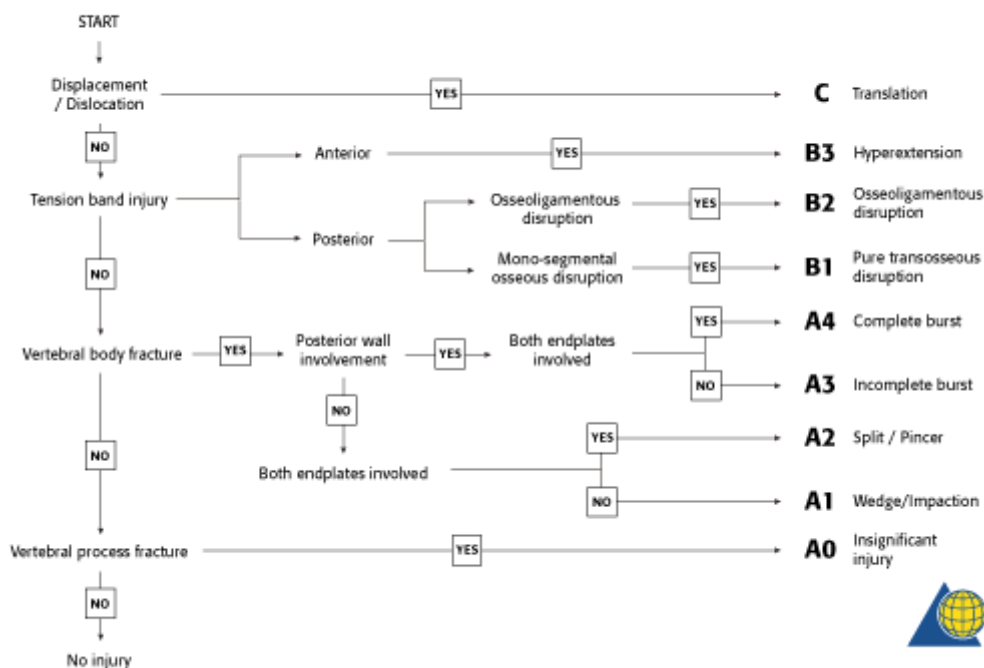 START
Displacement
/ Dislocation
YES
C Translation
NO
Anterior
YES
B3 Hyperextension
Tension band injury
Osseoligamentous
disruption
YES
B2 Osseoligamentous
disruption
Posterior
Mono-segmental
osseous disruption
YES
B1 Pure transosseous
disruption
NO
YES
A4 Complete burst
Vertebral body fracture
YES
Posterior wall
involvement
YES
Both endplates
involved
NO
A3 Incomplete burst
NO
YES
A2 Split / Pincer
Both endplates involved
NO
A1 Wedge/Impaction
NO
Vertebral process fracture
YES
A0 Insignificant
injury
NO
No injury